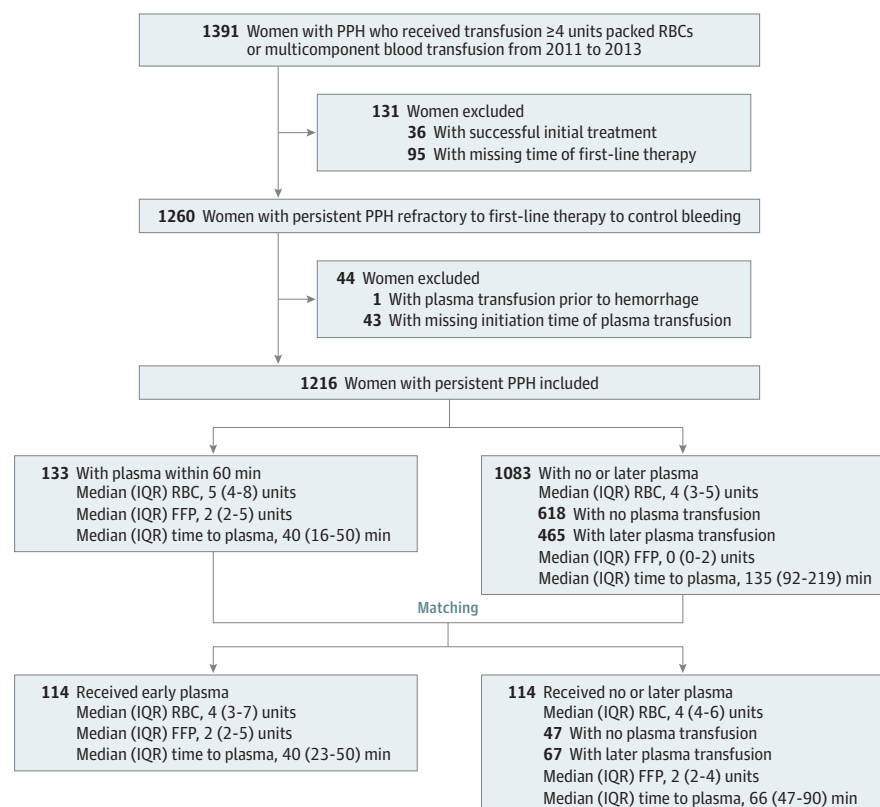 1391 Women with PPH who received transfusion ≥4 units packed RBCs
or multicomponent blood transfusion from 2011 to 2013
131 Women excluded
36 With successful initial treatment
95 With missing time of first-line therapy
1260 Women with persistent PPH refractory to first-line therapy to control bleeding
44 Women excluded
1 With plasma transfusion prior to hemorrhage
43 With missing initiation time of plasma transfusion
1216 Women with persistent PPH included
133 With plasma within 60 min
Median (IQR) RBC, 5 (4-8) units
Median (IQR) FFP, 2 (2-5) units
Median (IQR) time to plasma, 40 (16-50) min
1083 With no or later plasma
Median (IQR) RBC, 4 (3-5) units
618 With no plasma transfusion
465 With later plasma transfusion
Median (IQR) FFP, 0 (0-2) units
Median (IQR) time to plasma, 135 (92-219) min
Matching
114 Received early plasma
Median (IQR) RBC, 4 (3-7) units
Median (IQR) FFP, 2 (2-5) units
Median (IQR) time to plasma, 40 (23-50) min
114 Received no or later plasma
Median (IQR) RBC, 4 (4-6) units
47 With no plasma transfusion
67 With later plasma transfusion
Median (IQR) FFP, 2 (2-4) units
Median (IQR) time to plasma, 66 (47-90) min